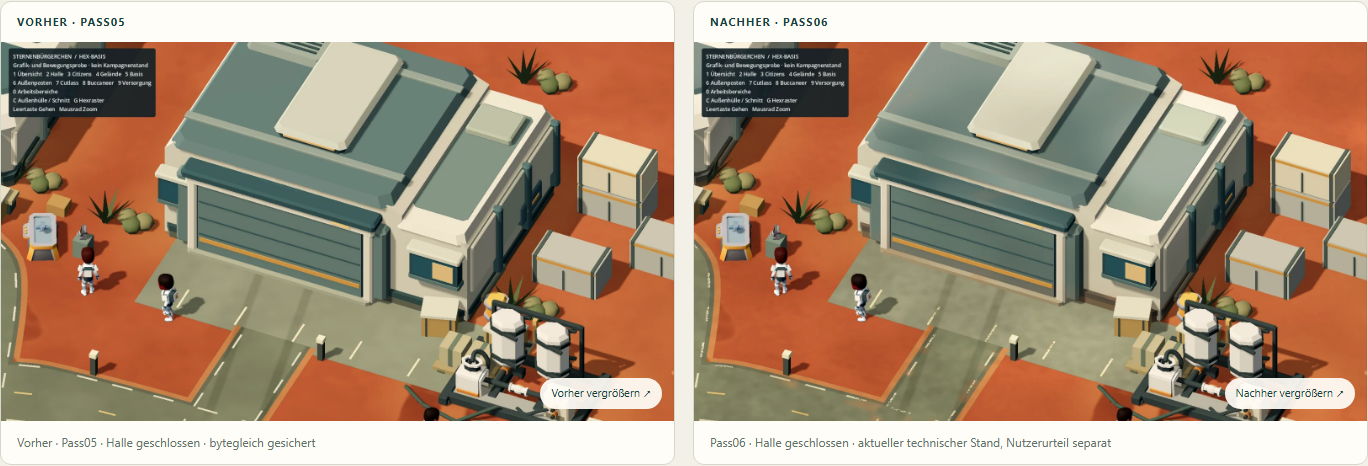 VORHER · PASS05
STERNENBÜRGERCHEN / HEX-BASIS
Grafik- und Bewegungsprobe · kein Kampagnenstand
1 Übersicht 2 Halle 3 Citizens 4 Gelände 5 Basis
6 Außenposten 7 Cutlass 8 Buccaneer 9 Versorgung
0 Arbeitsbereiche
C Außenhülle / Schnitt G Hexraster
Leertaste Gehen Mausrad Zoom
Vorher vergrößern ↗
Vorher · Pass05 · Halle geschlossen · bytegleich gesichert
NACHHER · PASS06
STERNENBÜRGERCHEN / HEX-BASIS
Grafik- und Bewegungsprobe · kein Kampagnenstand
1 Übersicht 2 Halle 3 Citizens 4 Gelände 5 Basis
6 Außenposten 7 Cutlass 8 Buccaneer 9 Versorgung
0 Arbeitsbereiche
C Außenhülle / Schnitt G Hexraster
Leertaste Gehen Mausrad Zoom
Nachher vergrößern ↗
Pass06 · Halle geschlossen · aktueller technischer Stand, Nutzerurteil separat